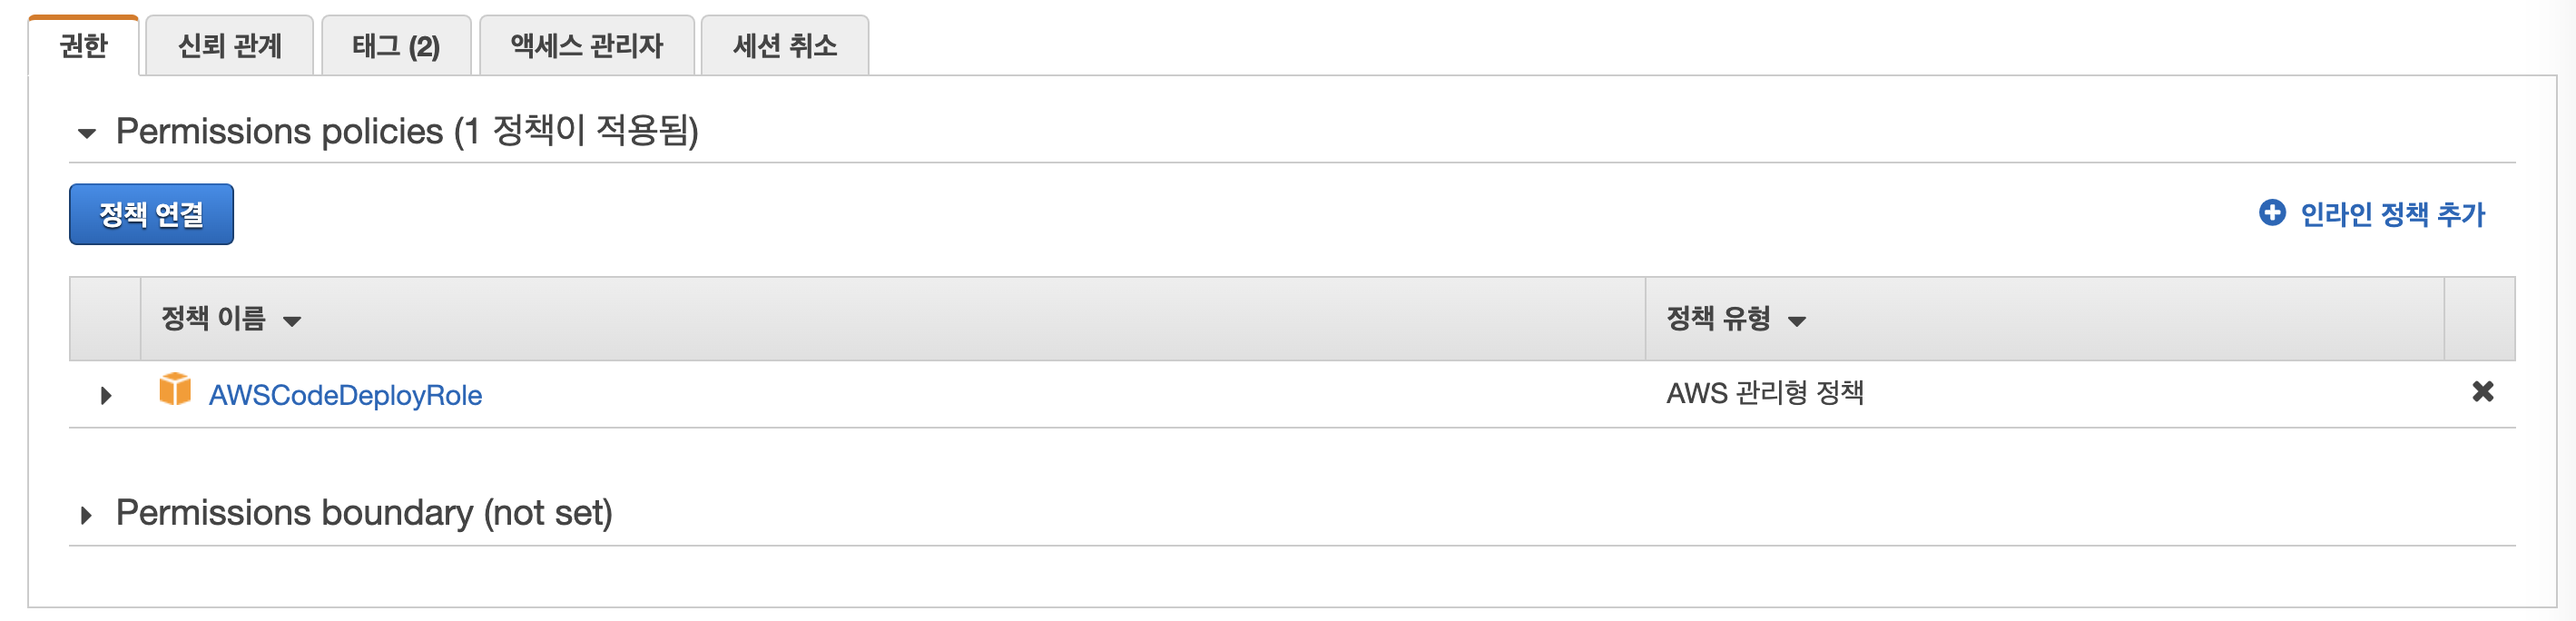 권한 신뢰 관계 태그 (2) 액세스 관리자 세션 취소
Permissions policies (1 정책이 적용됨)
정책 연결 인라인 정책 추가
정책 이름 정책 유형
AWSCodeDeployRole AWS 관리형 정책
Permissions boundary (not set)